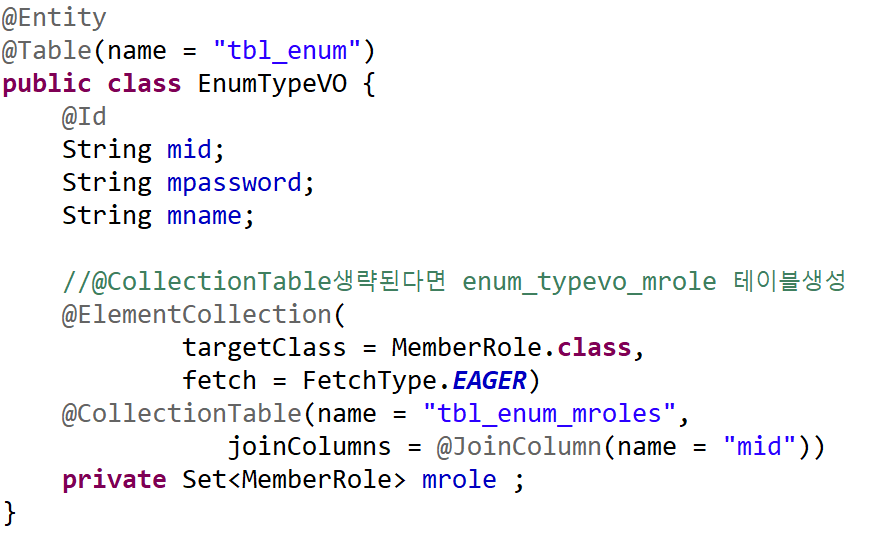 @Entity
@Table(name = "tbl_enum")
public class EnumTypeVO {
    @Id
    String mid;
    String mpassword;
    String mname;

    //@CollectionTable생략된다면 enum_typevo_mrole 테이블생성
    @ElementCollection(
            targetClass = MemberRole.class,
            fetch = FetchType.EAGER)
    @CollectionTable(name = "tbl_enum_mroles",
               joinColumns = @JoinColumn(name = "mid"))
    private Set<MemberRole> mrole ;
}